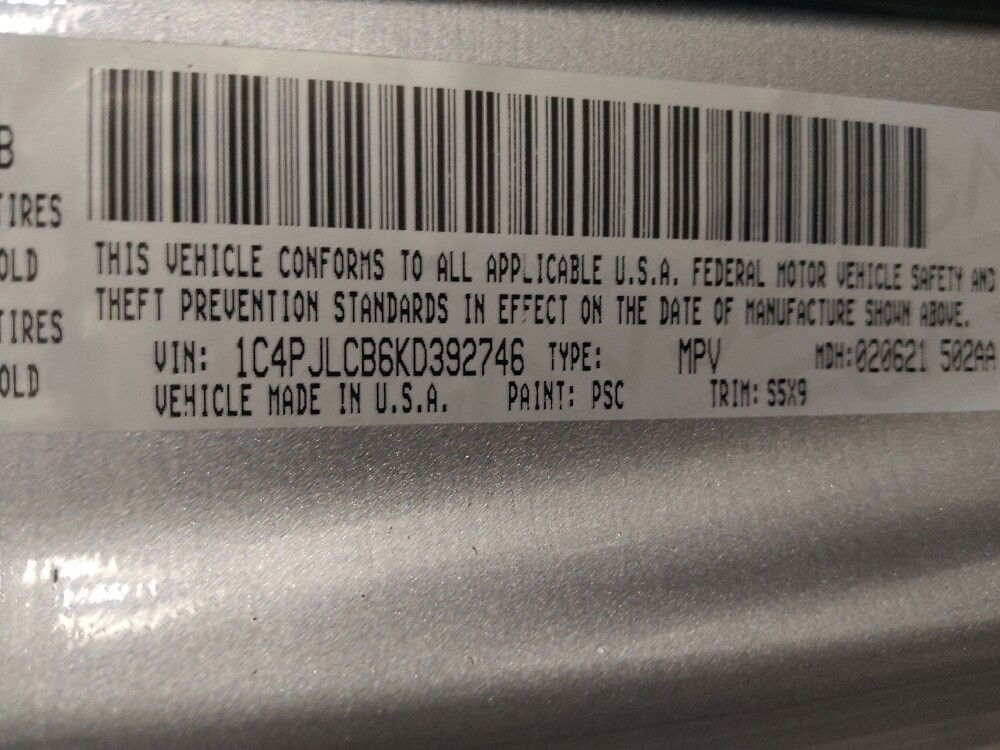 B
TIRES
OLD
TIRES
OLD
THIS VEHICLE CONFORMS TO ALL APPLICABLE U.S.A. FEDERAL MOTOR VEHICLE SAFETY AND
THEFT PREVENTION STANDARDS IN EFFECT ON THE DATE OF MANUFACTURE SHOWN ABOVE.
VIN: 1C4PJLCB6KD392746 TYPE: MPV MDH:020621 502AA
VEHICLE MADE IN U.S.A. PAINT: PSC TRIM: S5X9